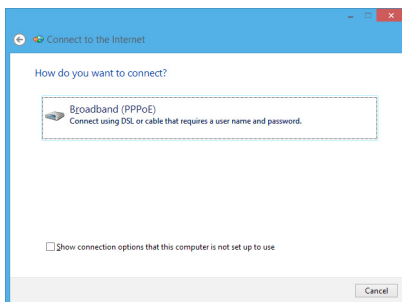 Connect to the Internet
How do you want to connect?
Broadband (PPPoE)
Connect using DSL or cable that requires a user name and password.
Show connection options that this computer is not set up to use
Cancel